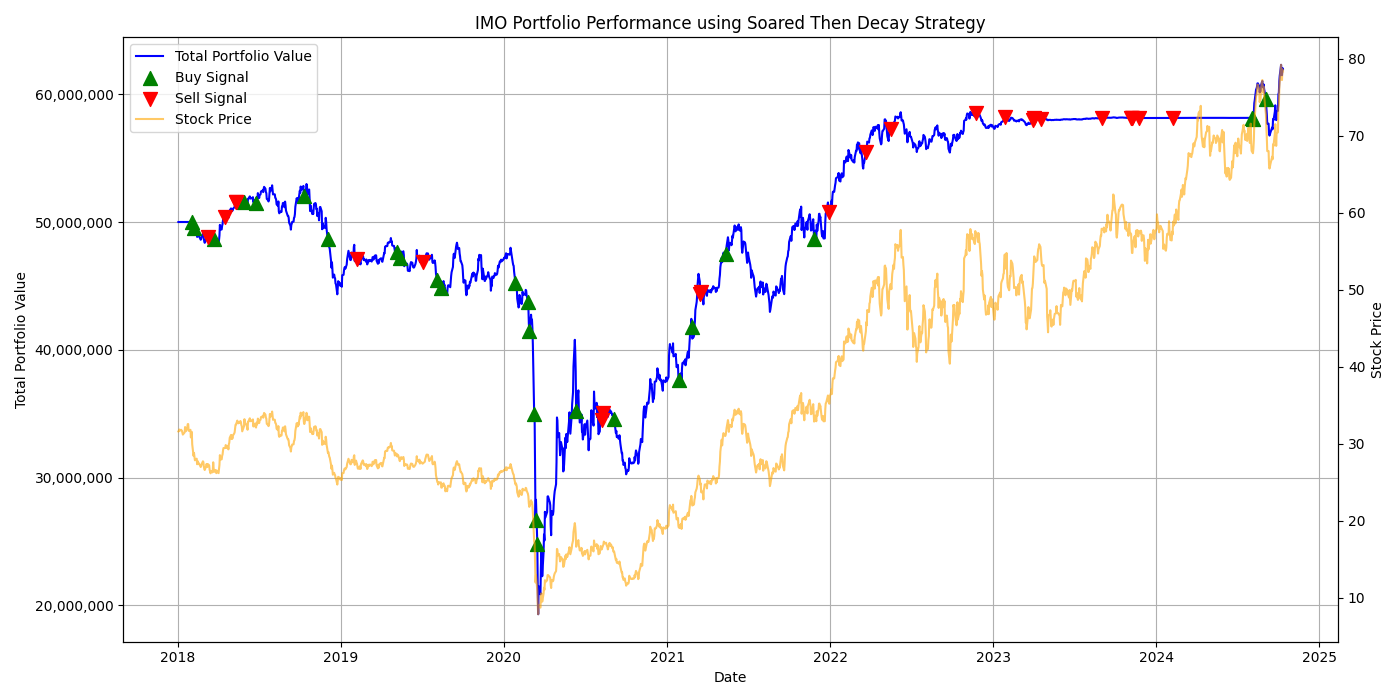 IMO Portfolio Performance using Soared Then Decay Strategy
Total Portfolio Value
Buy Signal
Sell Signal
Stock Price
60,000,000
50,000,000
40,000,000
30,000,000
20,000,000
Total Portfolio Value
80
70
60
50
40
30
20
10
Stock Price
2018
2019
2020
2021
2022
2023
2024
2025
Date